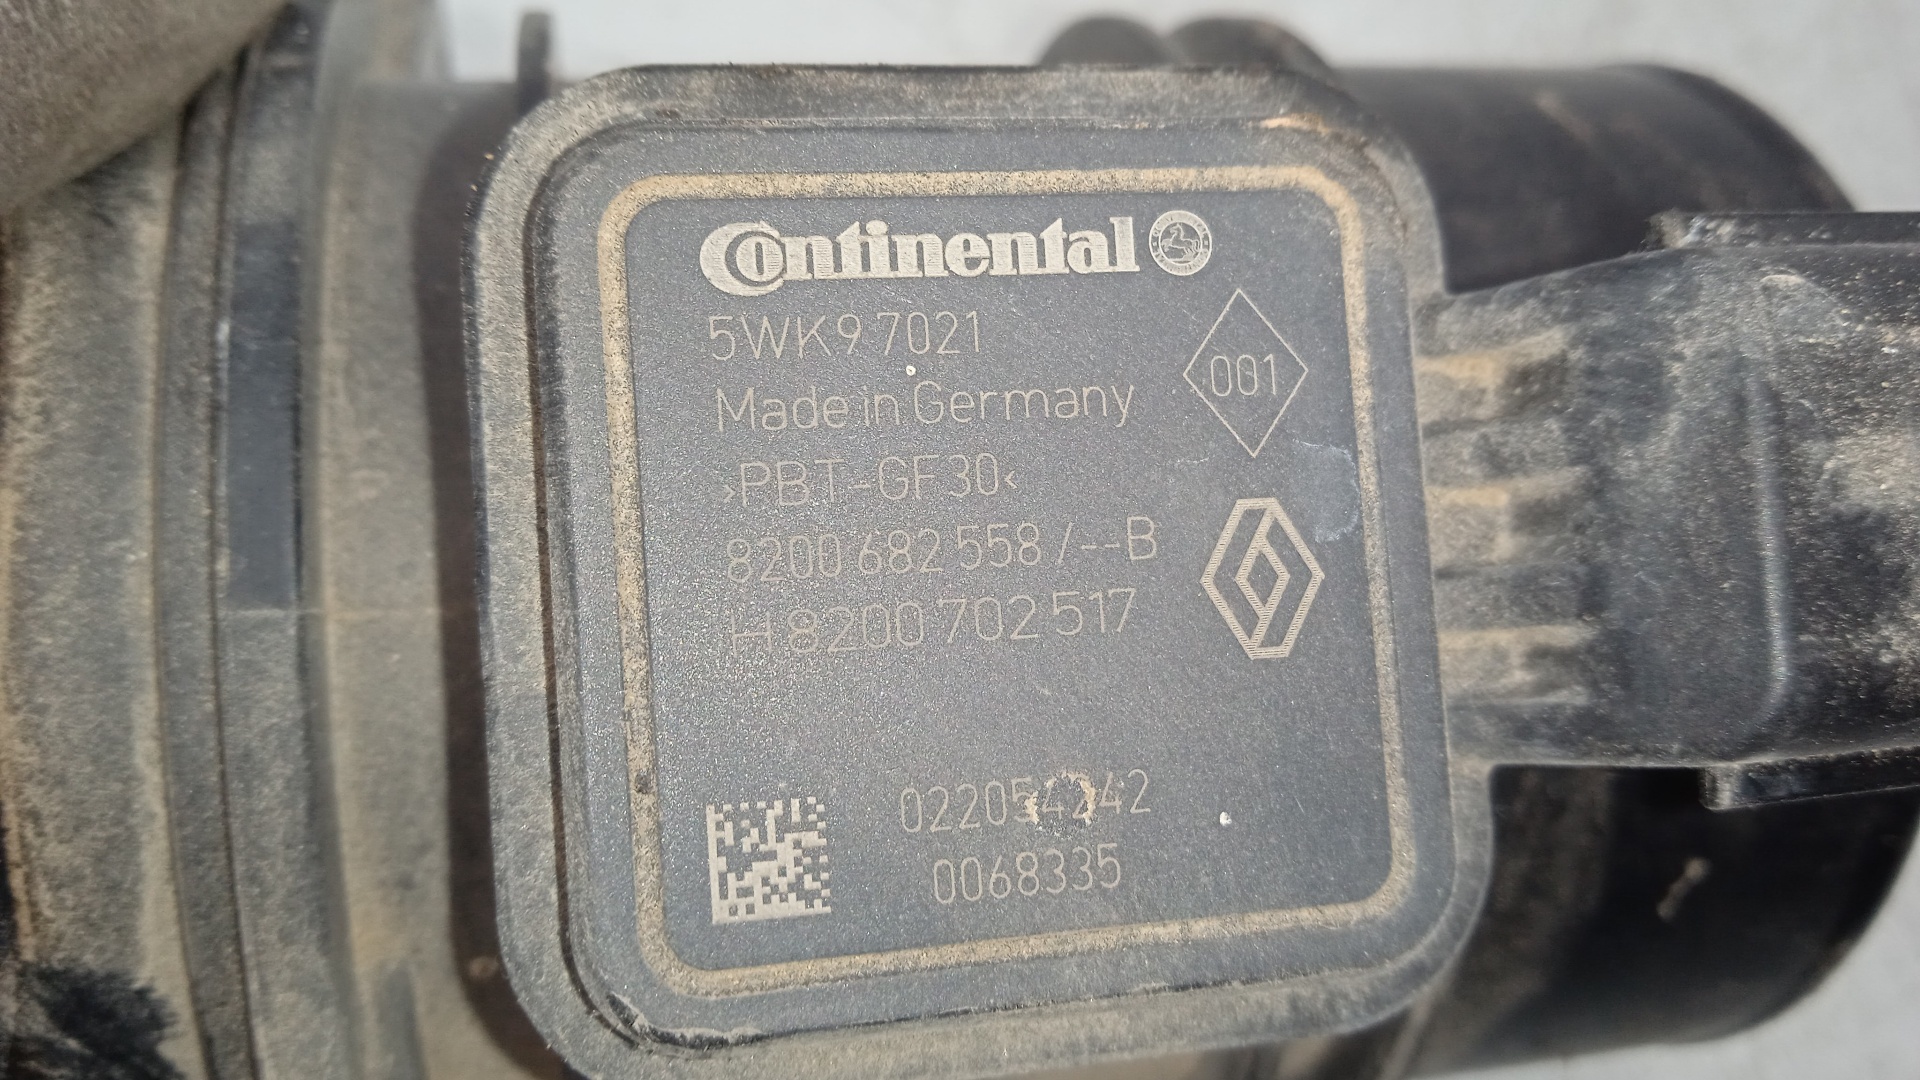 Continental
5WK9 7021
001
Made in Germany
>PBT-GF30<
8200 682 558 /--B
H 8200 702 517
0068335